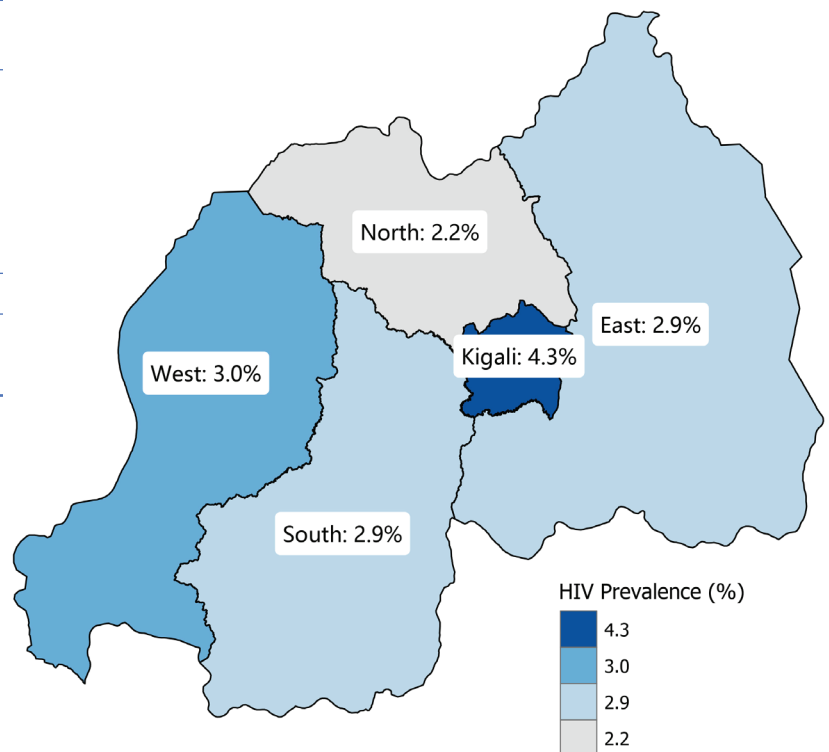 North: 2.2%
East: 2.9%
Kigali: 4.3%
West: 3.0%
South: 2.9%
HIV Prevalence (%)
4.3
3.0
2.9
2.2